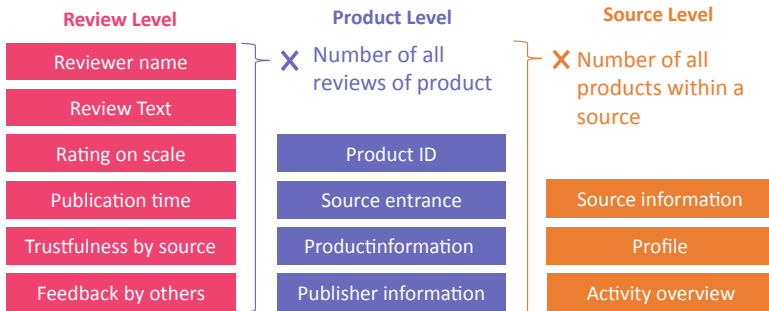 Review Level
Reviewer name
Review Text
Rating on scale
Publication time
Trustfulness by source
Feedback by others
Product Level
× Number of all
reviews of product
Product ID
Source entrance
Productinformation
Publisher information
Source Level
× Number of all
products within a
source
Source information
Profile
Activity overview